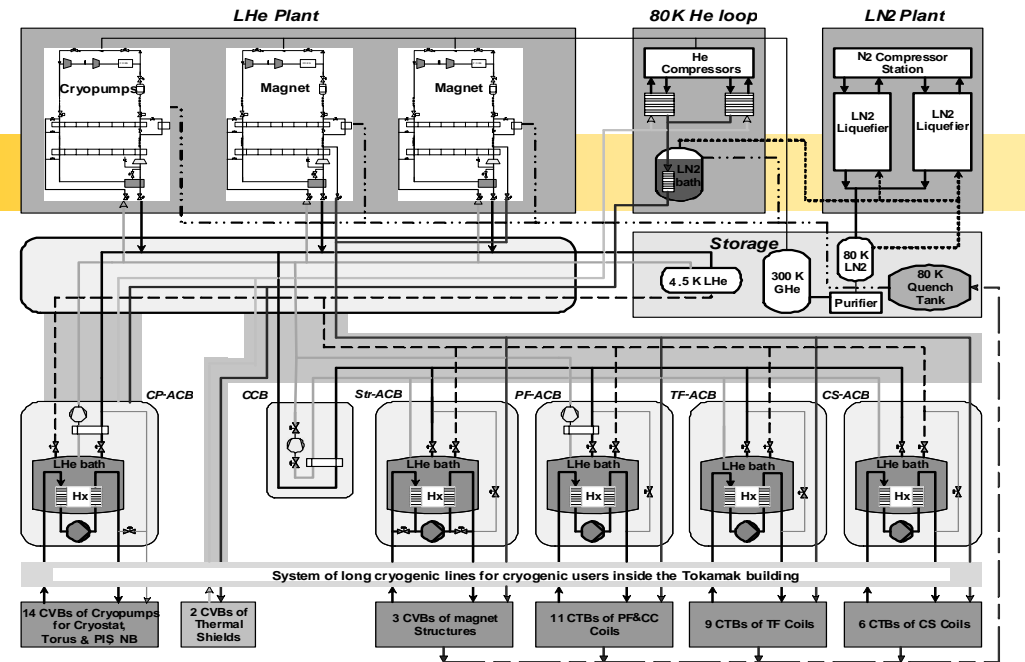 LHe Plant
80K He loop
LN2 Plant
Cryopumps
Magnet
Magnet
He
Compressors
N2 Compressor
Station
LN2
Liquefier
LN2
Liquefier
LN2
bath
Storage
4.5 K LHe
300 K
GHe
80 K
LN2
Purifier
80 K
Quench
Tank
CP-ACB
CCB
Str-ACB
PF-ACB
TF-ACB
CS-ACB
LHe bath
Hx
LHe bath
Hx
LHe bath
Hx
LHe bath
Hx
LHe bath
Hx
System of long cryogenic lines for cryogenic users inside the Tokamak building
14 CVBs of Cryopumps
for Cryostat,
Torus & PIS NB
2 CVBs of
Thermal
Shields
3 CVBs of magnet
Structures
11 CTBs of PF&CC
Coils
9 CTBs of TF Coils
6 CTBs of CS Coils